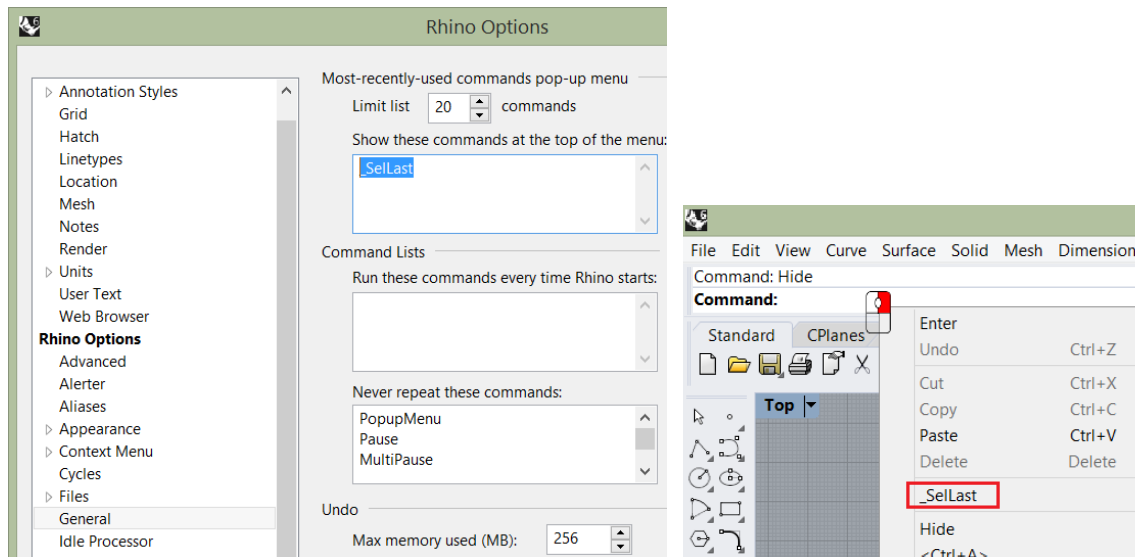 6
Rhino Options
Annotation Styles
Grid
Hatch
Linetypes
Location
Mesh
Notes
Render
Units
User Text
Web Browser
Rhino Options
Advanced
Alerter
Aliases
Appearance
Context Menu
Cycles
Files
General
Idle Processor
Most-recently-used commands pop-up menu
Limit list 20 commands
Show these commands at the top of the menu:
_SelLast
Command Lists
Run these commands every time Rhino starts:
Never repeat these commands:
PopupMenu
Pause
MultiPause
Undo
Max memory used (MB): 256
6
File Edit View Curve Surface Solid Mesh Dimension
Command: Hide
Command:
Standard CPlanes
Top
Enter
Undo Ctrl+Z
Cut Ctrl+X
Copy Ctrl+C
Paste Ctrl+V
Delete Delete
_SelLast
Hide
<Ctrl+A>